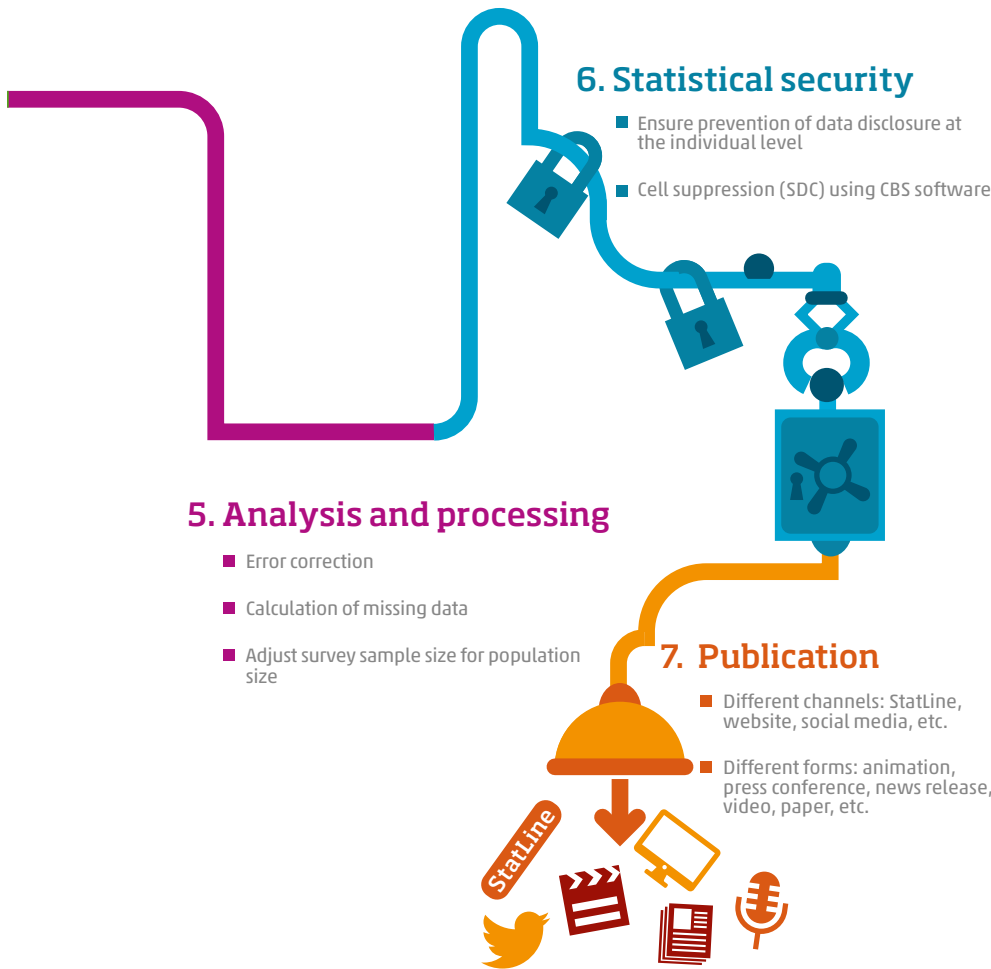 6. Statistical security
Ensure prevention of data disclosure at
the individual level
Cell suppression (SDC) using CBS software
5. Analysis and processing
Error correction
Calculation of missing data
Adjust survey sample size for population
size
7. Publication
Different channels: StatLine,
website, social media, etc.
Different forms: animation,
press conference, news release,
video, paper, etc.
StatLine